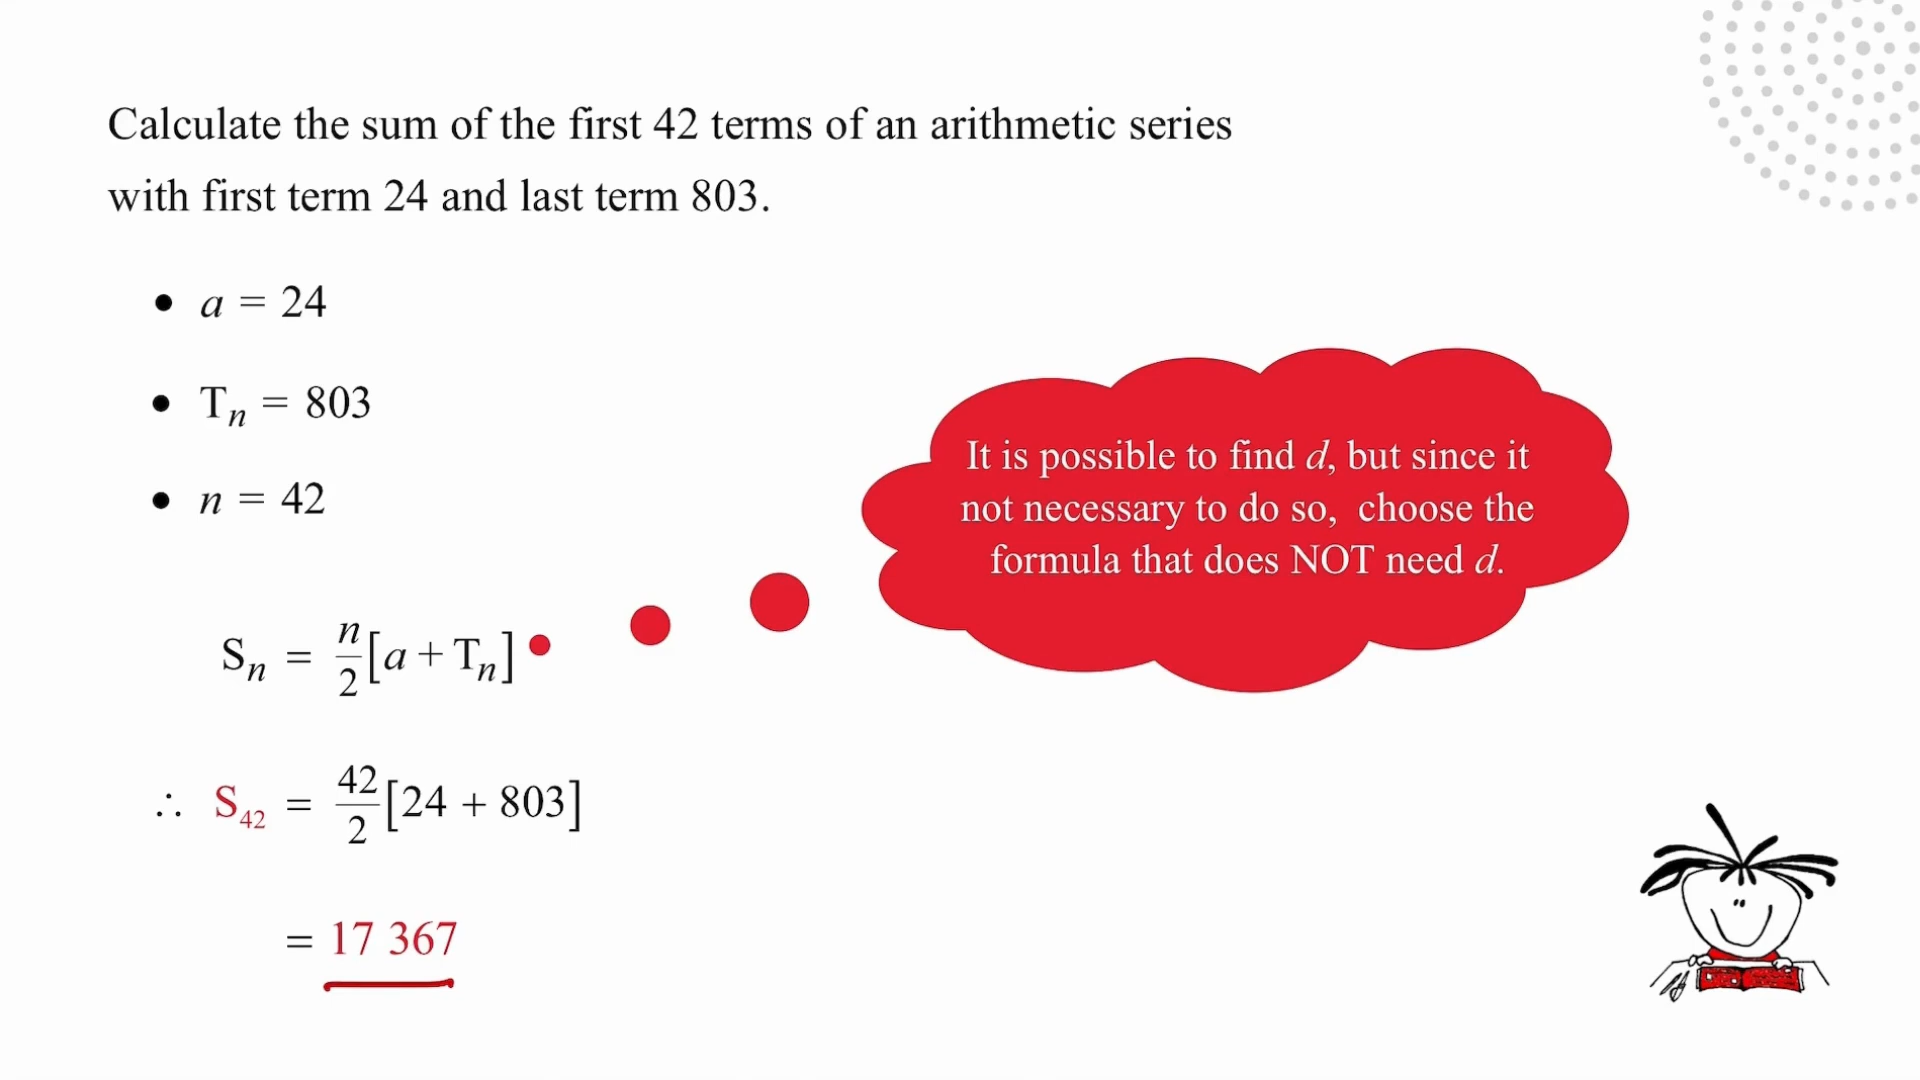 Calculate the sum of the first 42 terms of an arithmetic series
with first term 24 and last term 803.
• a = 24
• Tₙ = 803
• n = 42
It is possible to find d, but since it
not necessary to do so, choose the
formula that does NOT need d.
Sₙ = n/2 [a + Tₙ]
∴ S₄₂ = 42/2 [24 + 803]
= 17 367